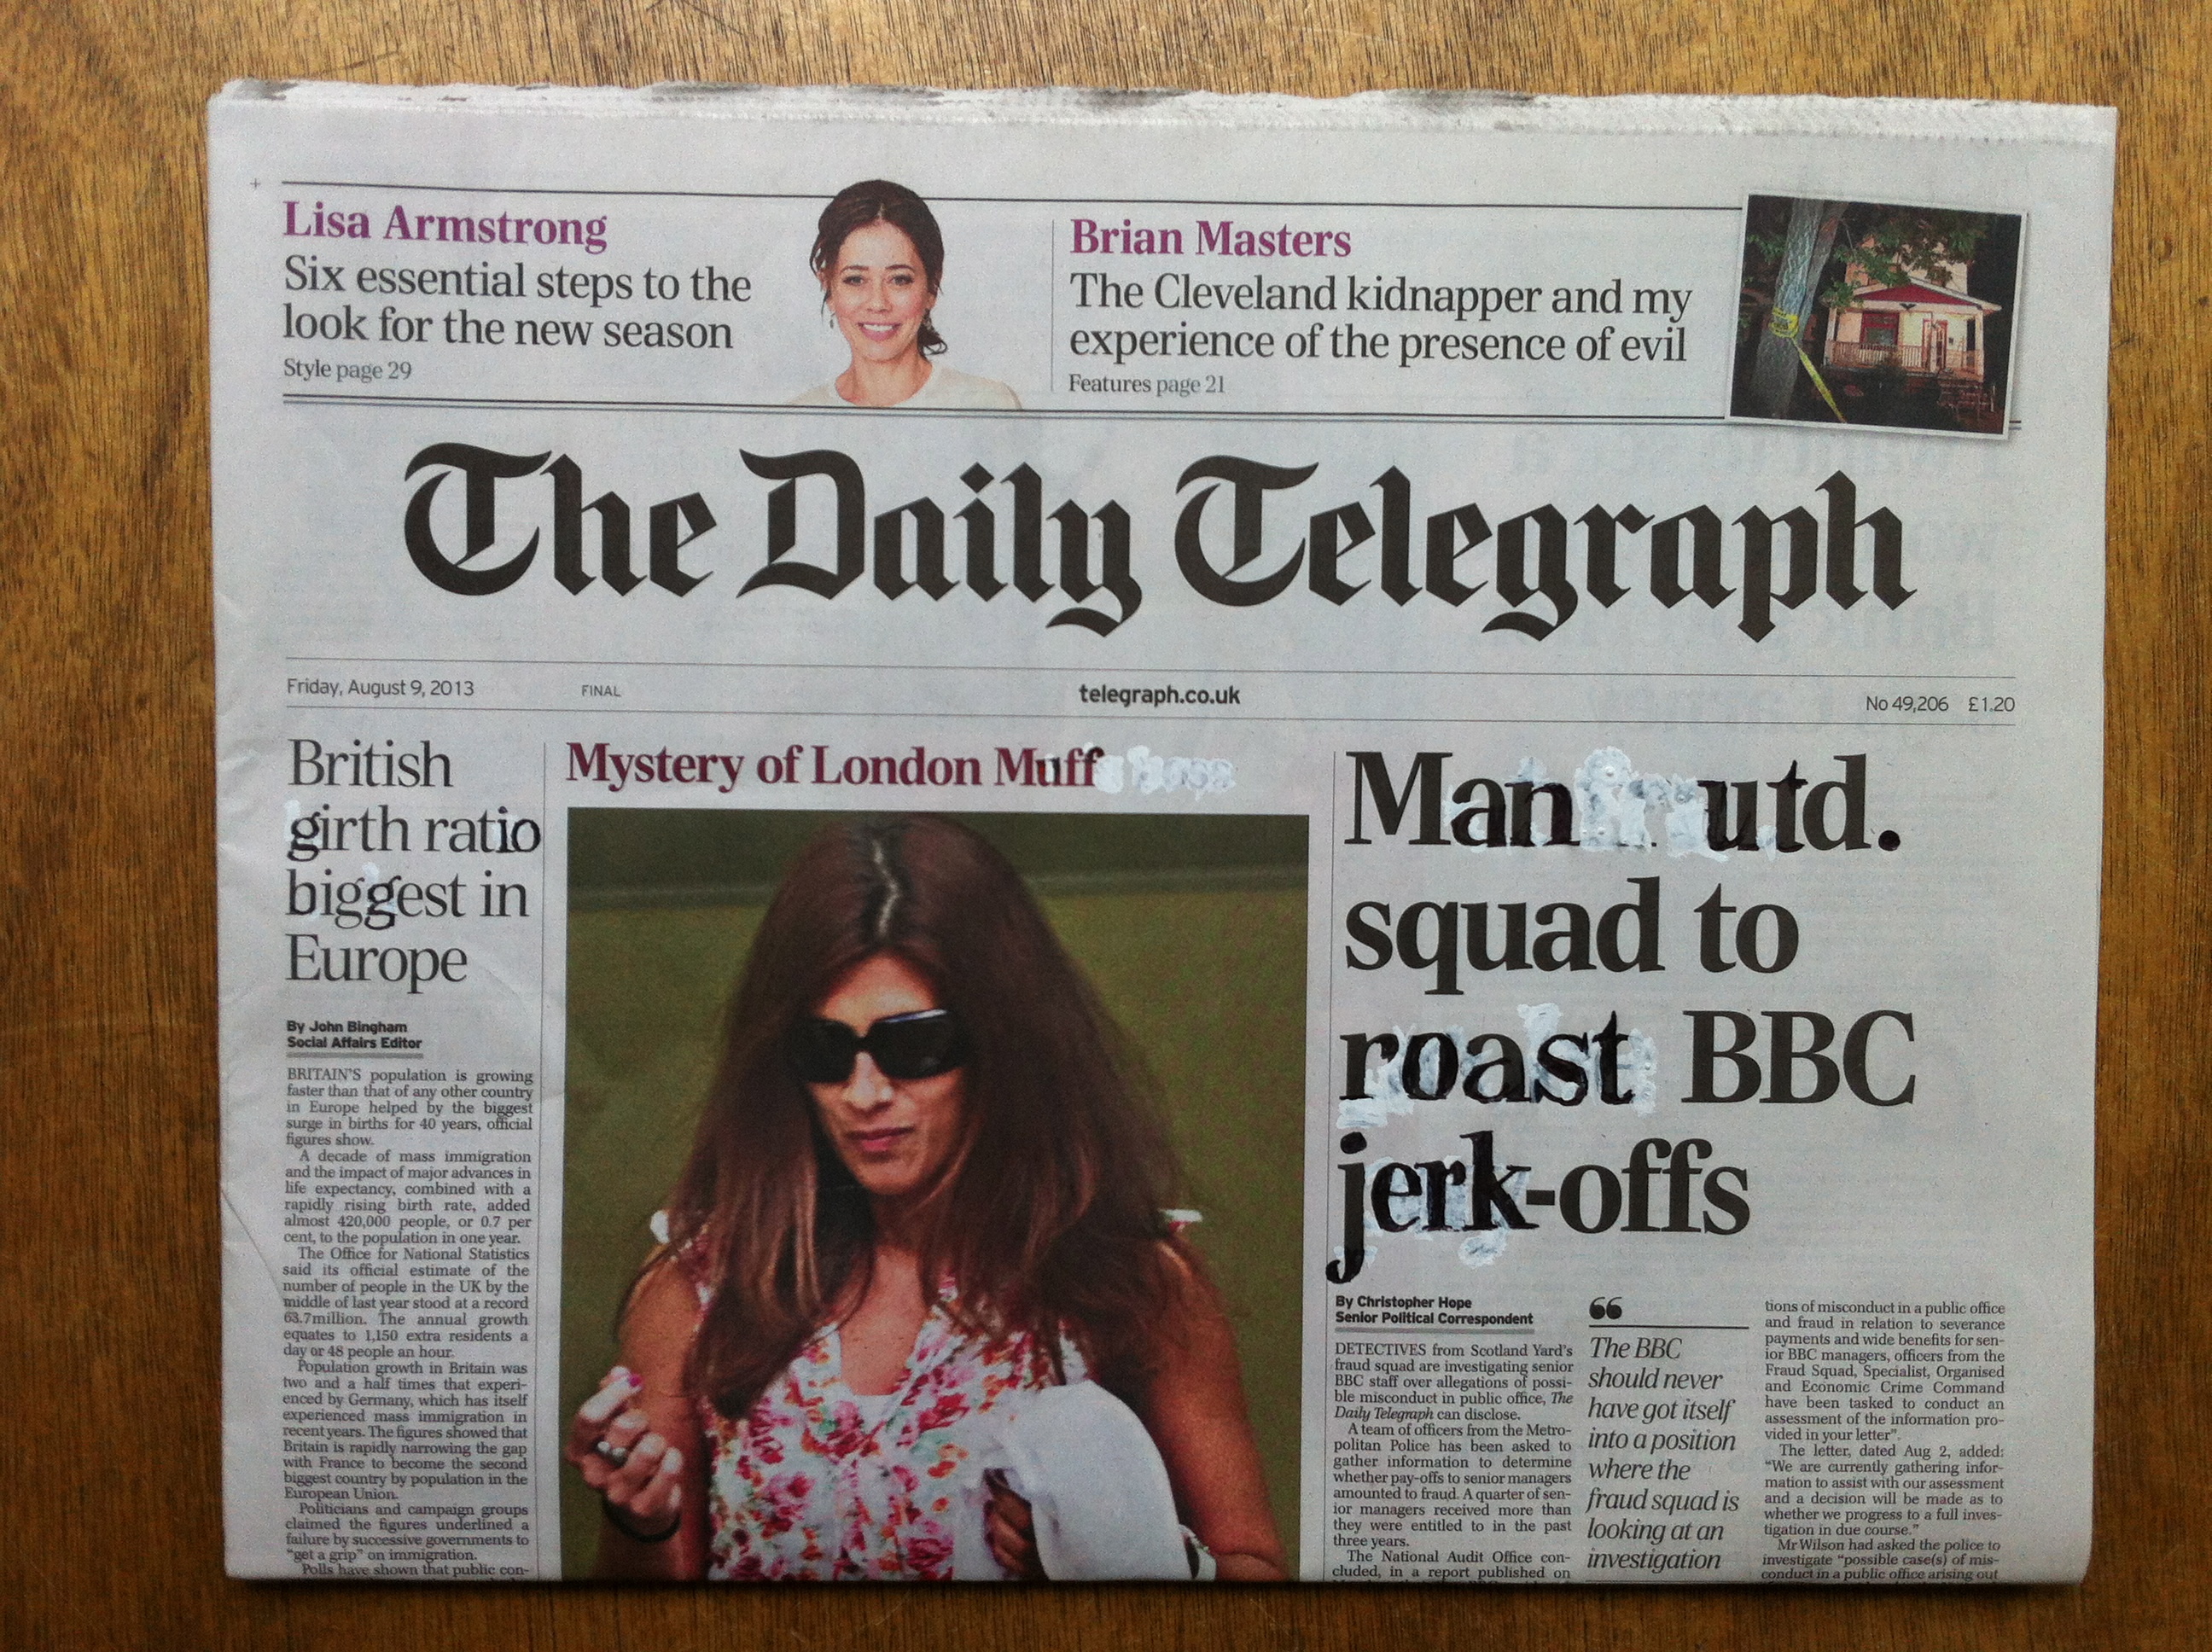 Lisa Armstrong
Six essential steps to the
look for the new season
Style page 29
Brian Masters
The Cleveland kidnapper and my
experience of the presence of evil
Features page 21
The Daily Telegraph
Friday, August 9, 2013
FINAL
telegraph.co.uk
No 49,206 £1.20
British
girth ratio
biggest in
Europe
By John Bingham
Social Affairs Editor
BRITAIN'S population is growing
faster than that of any other country
in Europe helped by the biggest
surge in births for 40 years, official
figures show.
A decade of mass immigration
and the impact of major advances in
life expectancy, combined with a
rapidly rising birth rate, added
almost 420,000 people, or 0.7 per
cent, to the population in one year.
The Office for National Statistics
said its official estimate of the
number of people in the UK by the
middle of last year stood at a record
63.7million. The annual growth
equates to 1,150 extra residents a
day or 48 people an hour.
Population growth in Britain was
two and a half times that experi-
enced by Germany, which has itself
experienced mass immigration in
recent years. The figures showed that
Britain is rapidly narrowing the gap
with France to become the second
biggest country by population in the
European Union.
Politicians and campaign groups
claimed the figures underlined a
failure by successive governments to
"get a grip" on immigration.
Polls have shown that public con-
Mystery of London Muff
Man utd.
squad to
roast BBC
jerk-offs
By Christopher Hope
Senior Political Correspondent
DETECTIVES from Scotland Yard's
fraud squad are investigating senior
BBC staff over allegations of possi-
ble misconduct in public office, The
Daily Telegraph can disclose.
A team of officers from the Metro-
politan Police has been asked to
gather information to determine
whether pay-offs to senior managers
amounted to fraud. A quarter of sen-
ior managers received more than
they were entitled to in the past
three years.
The National Audit Office con-
cluded, in a report published on
“
The BBC
should never
have got itself
into a position
where the
fraud squad is
looking at an
investigation
tions of misconduct in a public office
and fraud in relation to severance
payments and wide benefits for sen-
ior BBC managers, officers from the
Fraud Squad, Specialist, Organised
and Economic Crime Command
have been tasked to conduct an
assessment of the information pro-
vided in your letter".
The letter, dated Aug 2, added:
"We are currently gathering infor-
mation to assist with our assessment
and a decision will be made as to
whether we progress to a full inves-
tigation in due course."
Mr Wilson had asked the police to
investigate "possible case(s) of mis-
conduct in a public office arising out